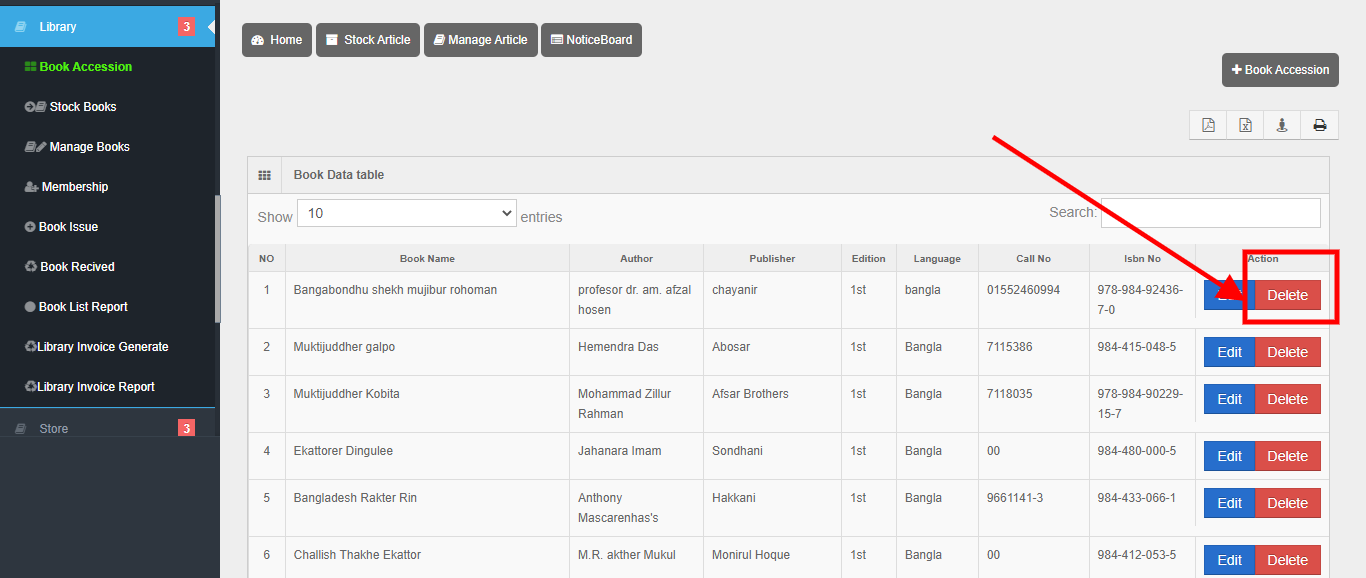 Library 3
Book Accession
Stock Books
Manage Books
Membership
Book Issue
Book Recived
Book List Report
Library Invoice Generate
Library Invoice Report
Store 3
Home Stock Article Manage Article NoticeBoard
+ Book Accession
Book Data table
Show 10 entries Search:
NO Book Name Author Publisher Edition Language Call No Isbn No Action
1 Bangabondhu shekh mujibur rohoman profesor dr. am. afzal chayanir 1st bangla 01552460994 978-984-92436- Edit Delete
hosen 7-0
2 Muktijuddher galpo Hemendra Das Abosar 1st Bangla 7115386 984-415-048-5 Edit Delete
3 Muktijuddher Kobita Mohammad Zillur Afsar Brothers 1st Bangla 7118035 978-984-90229- Edit Delete
Rahman 15-7
4 Ekattorer Dingulee Jahanara Imam Sondhani 1st Bangla 00 984-480-000-5 Edit Delete
5 Bangladesh Rakter Rin Anthony Hakkani 1st Bangla 9661141-3 984-433-066-1 Edit Delete
Mascarenhas's
6 Challish Thakhe Ekattor M.R. akther Mukul Monirul Hoque 1st Bangla 00 984-412-053-5 Edit Delete